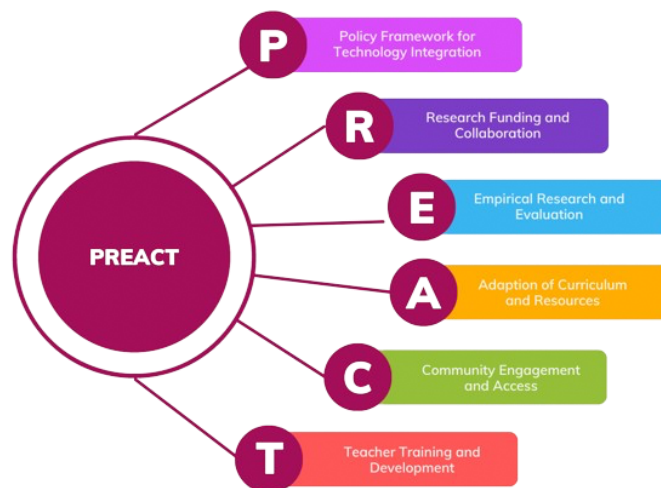 P
Policy Framework for
Technology Integration
R
Research Funding and
Collaboration
E
Empirical Research and
Evaluation
PREACT
A
Adaption of Curriculum
and Resources
C
Community Engagement
and Access
T
Teacher Training and
Development